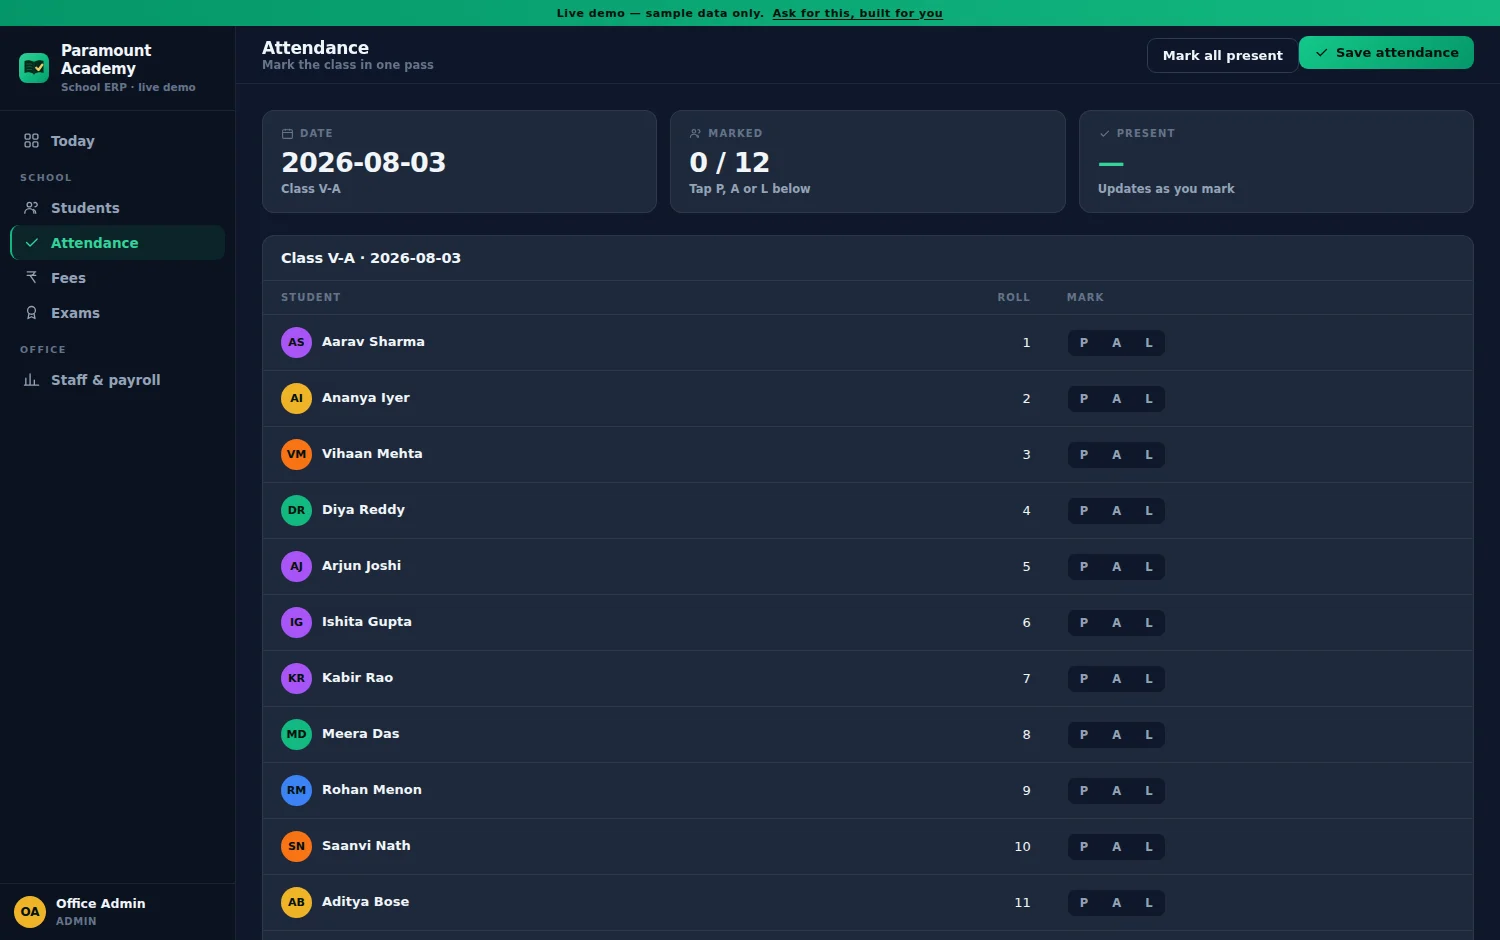 Live demo — sample data only. Ask for this, built for you
Paramount
Academy
School ERP · live demo
Today
SCHOOL
Students
Attendance
Fees
Exams
OFFICE
Staff & payroll
OA
Office Admin
ADMIN
Attendance
Mark the class in one pass
Mark all present
Save attendance
DATE
2026-08-03
Class V-A
MARKED
0 / 12
Tap P, A or L below
PRESENT
—
Updates as you mark
Class V-A · 2026-08-03
STUDENT ROLL MARK
AS Aarav Sharma 1 P A L
AI Ananya Iyer 2 P A L
VM Vihaan Mehta 3 P A L
DR Diya Reddy 4 P A L
AJ Arjun Joshi 5 P A L
IG Ishita Gupta 6 P A L
KR Kabir Rao 7 P A L
MD Meera Das 8 P A L
RM Rohan Menon 9 P A L
SN Saanvi Nath 10 P A L
AB Aditya Bose 11 P A L